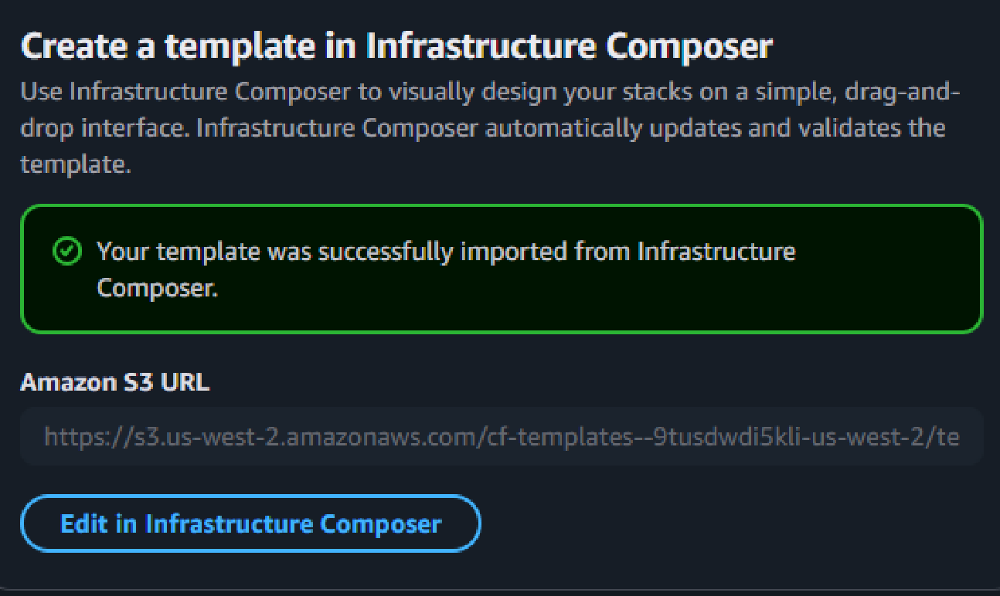 Create a template in Infrastructure Composer
Use Infrastructure Composer to visually design your stacks on a simple, drag-and-
drop interface. Infrastructure Composer automatically updates and validates the
template.
Your template was successfully imported from Infrastructure
Composer.
Amazon S3 URL
https://s3.us-west-2.amazonaws.com/cf-templates--9tusdwdi5kli-us-west-2/te
Edit in Infrastructure Composer